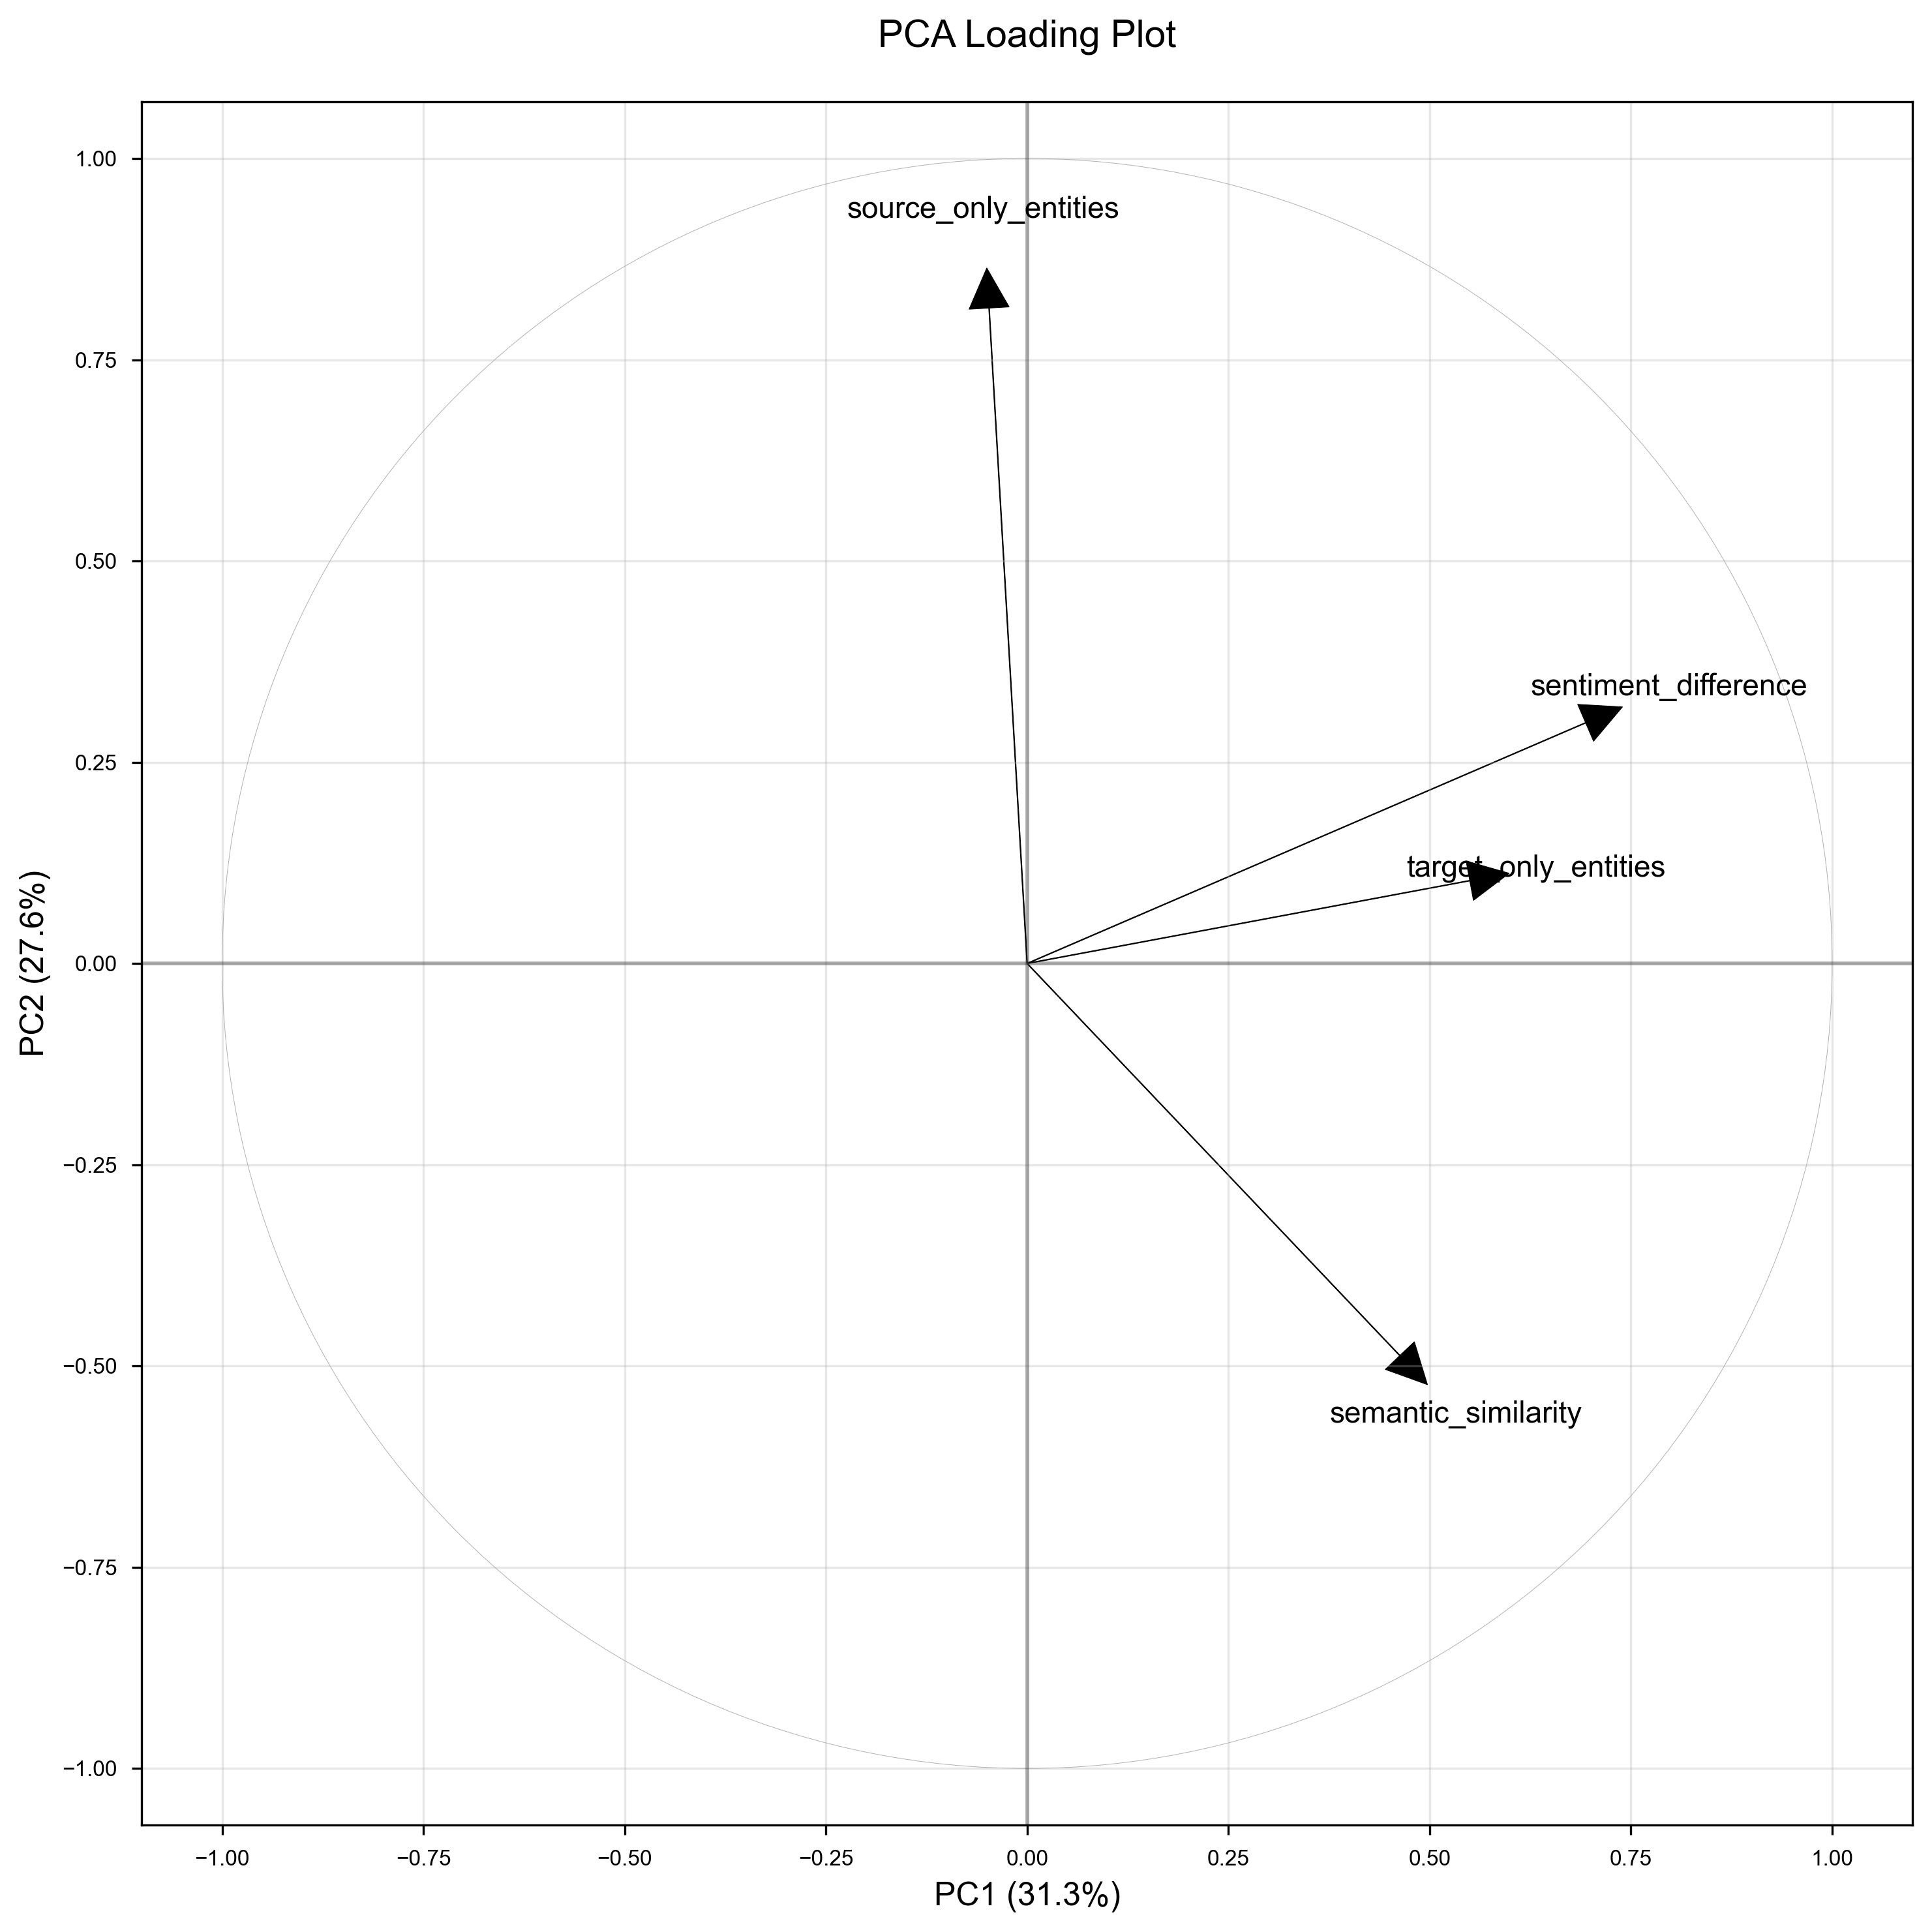 PCA Loading Plot
1.00
0.75
0.50
0.25
0.00
−0.25
−0.50
−0.75
−1.00
PC2 (27.6%)
source_only_entities
sentiment_difference
target_only_entities
semantic_similarity
−1.00 −0.75 −0.50 −0.25 0.00 0.25 0.50 0.75 1.00
PC1 (31.3%)